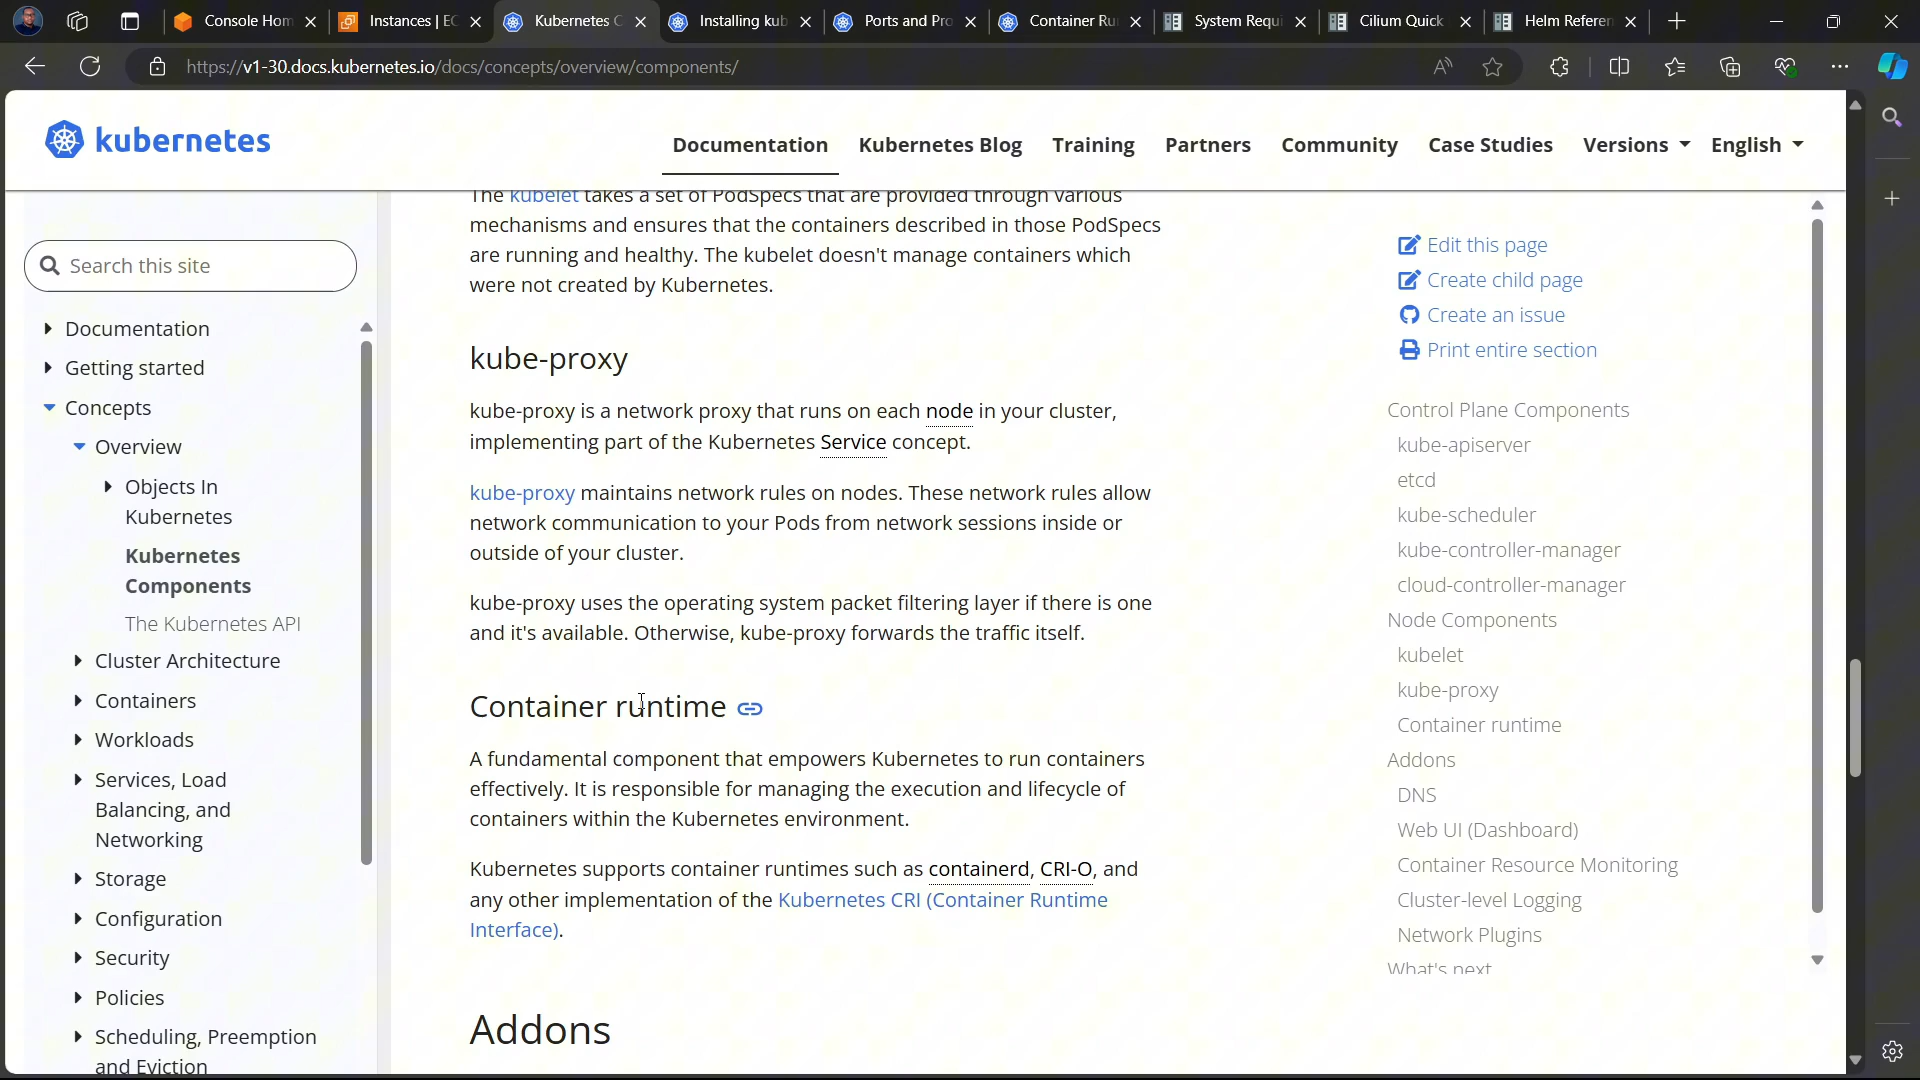 Console Hom
Instances | EC
Kubernetes C
Installing kub
Ports and Pro
Container Ru
System Requi
Cilium Quick
Helm Referen
https://v1-30.docs.kubernetes.io/docs/concepts/overview/components/
kubernetes
Documentation
Kubernetes Blog
Training
Partners
Community
Case Studies
Versions
English
Search this site
Documentation
Getting started
Concepts
Overview
Objects In
Kubernetes
Kubernetes
Components
The Kubernetes API
Cluster Architecture
Containers
Workloads
Services, Load
Balancing, and
Networking
Storage
Configuration
Security
Policies
Scheduling, Preemption
and Eviction
The kubelet takes a set of PodSpecs that are provided through various
mechanisms and ensures that the containers described in those PodSpecs
are running and healthy. The kubelet doesn't manage containers which
were not created by Kubernetes.
kube-proxy
kube-proxy is a network proxy that runs on each node in your cluster,
implementing part of the Kubernetes Service concept.
kube-proxy maintains network rules on nodes. These network rules allow
network communication to your Pods from network sessions inside or
outside of your cluster.
kube-proxy uses the operating system packet filtering layer if there is one
and it's available. Otherwise, kube-proxy forwards the traffic itself.
Container runtime
A fundamental component that empowers Kubernetes to run containers
effectively. It is responsible for managing the execution and lifecycle of
containers within the Kubernetes environment.
Kubernetes supports container runtimes such as containerd, CRI-O, and
any other implementation of the Kubernetes CRI (Container Runtime
Interface).
Addons
Edit this page
Create child page
Create an issue
Print entire section
Control Plane Components
kube-apiserver
etcd
kube-scheduler
kube-controller-manager
cloud-controller-manager
Node Components
kubelet
kube-proxy
Container runtime
Addons
DNS
Web UI (Dashboard)
Container Resource Monitoring
Cluster-level Logging
Network Plugins
What's next